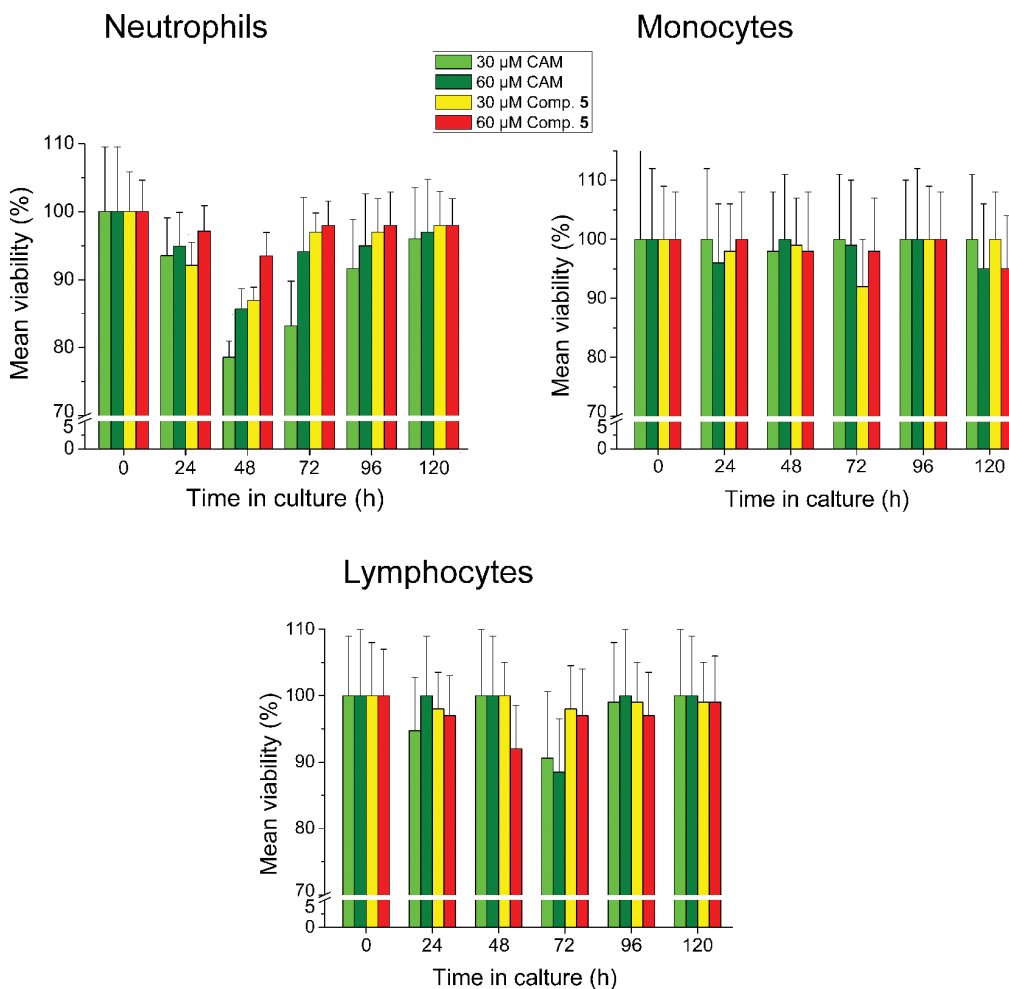 Neutrophils
Monocytes
30 µM CAM
60 µM CAM
30 µM Comp. 5
60 µM Comp. 5
Mean viability (%)
110
100
90
80
70
5
0
0 24 48 72 96 120
Time in culture (h)
Mean viability (%)
110
100
90
80
70
5
0
0 24 48 72 96 120
Time in calture (h)
Lymphocytes
Mean viability (%)
110
100
90
80
70
5
0
0 24 48 72 96 120
Time in calture (h)